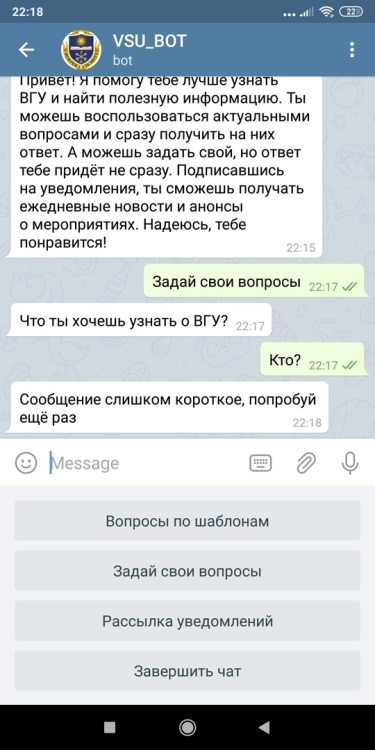 22:18
22
VSU_BOT
bot
Привет! Я помогу тебе лучше узнать
ВГУ и найти полезную информацию. Ты
можешь воспользоваться актуальными
вопросами и сразу получить на них
ответ. А можешь задать свой, но ответ
тебе придёт не сразу. Подписавшись
на уведомления, ты сможешь получать
ежедневные новости и анонсы
о мероприятиях. Надеюсь, тебе
понравится!
22:15
Задай свои вопросы 22:17
Что ты хочешь узнать о ВГУ? 22:17
Кто? 22:17
Сообщение слишком короткое, попробуй
ещё раз
22:18
Message
Вопросы по шаблонам
Задай свои вопросы
Рассылка уведомлений
Завершить чат